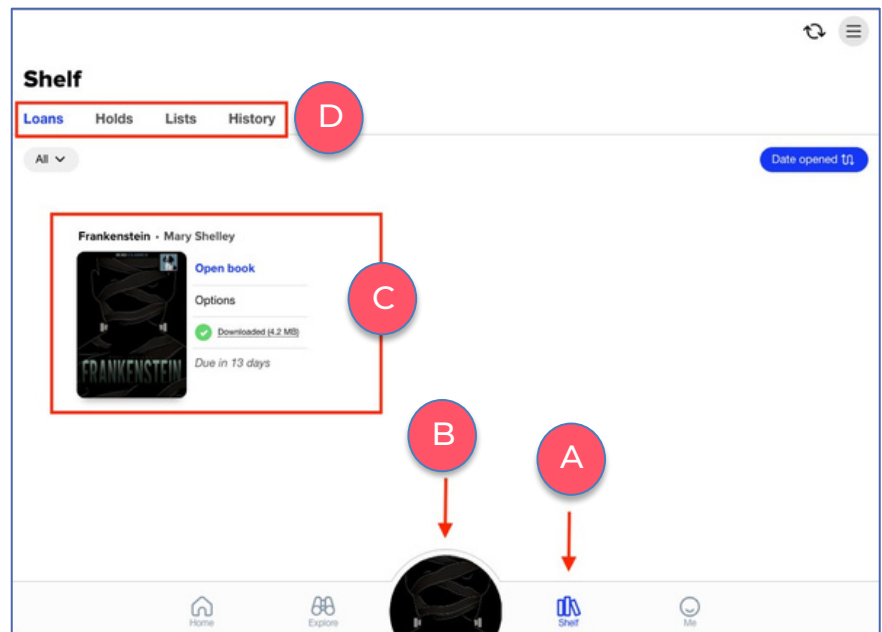 Shelf
Loans Holds Lists History
D
All
Date opened
Frankenstein • Mary Shelley
Open book
Options
Downloaded (4.2 MB)
Due in 13 days
FRANKENSTEIN
C
B
A
Home Explore Shelf Me